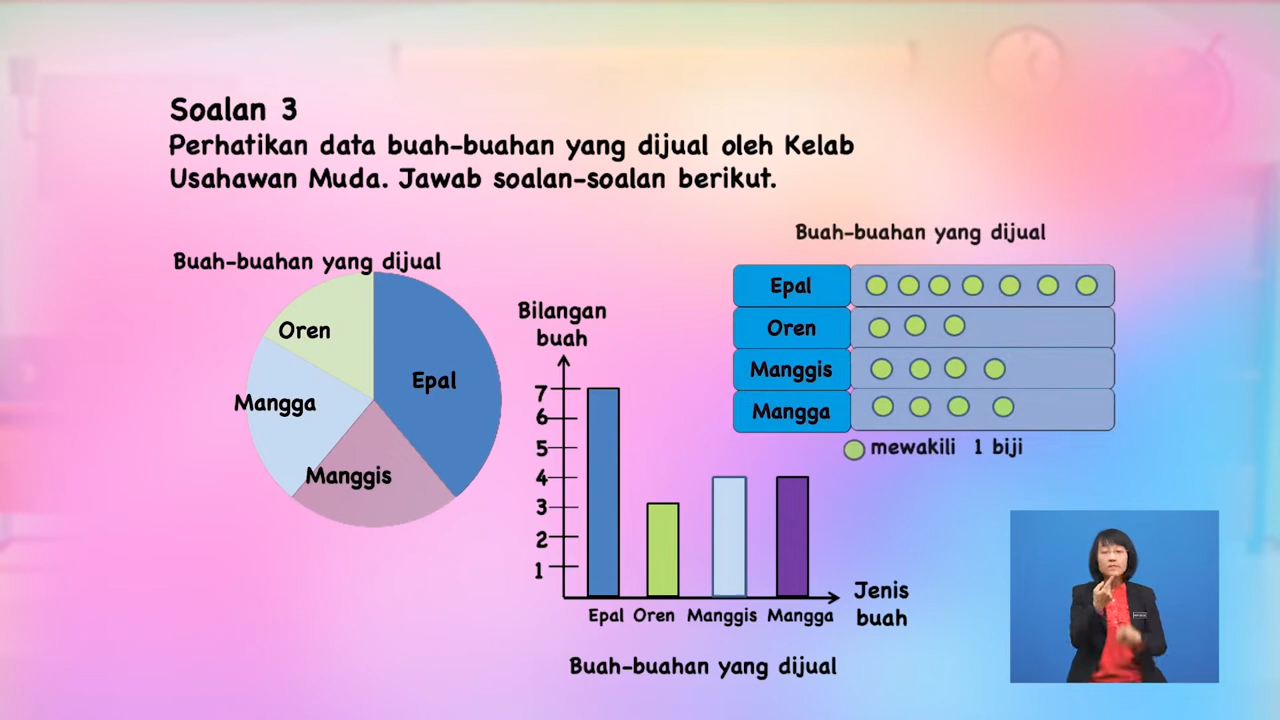 Soalan 3
Perhatikan data buah-buahan yang dijual oleh Kelab
Usahawan Muda. Jawab soalan-soalan berikut.
Buah-buahan yang dijual
Oren
Epal
Mangga
Manggis
Bilangan
buah
7
6
5
4
3
2
1
Epal Oren Manggis Mangga
Jenis
buah
Buah-buahan yang dijual
Buah-buahan yang dijual
Epal
Oren
Manggis
Mangga
mewakili 1 biji